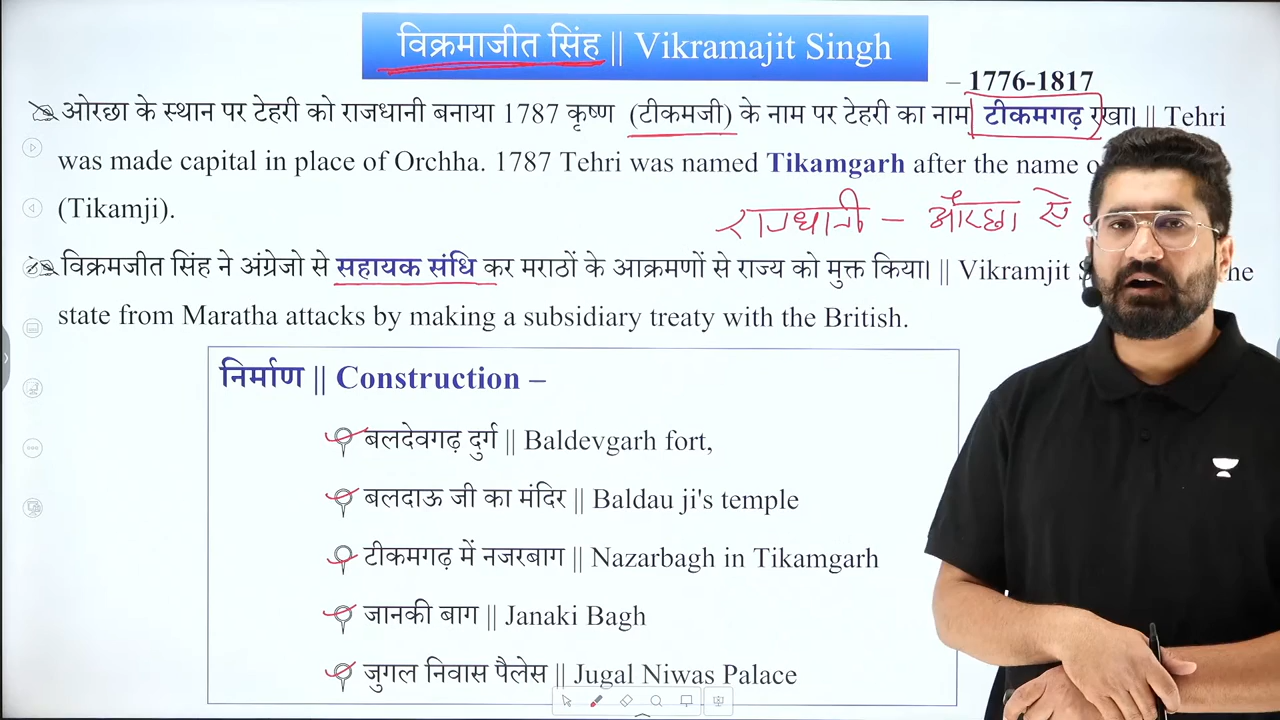 विक्रमाजीत सिंह || Vikramajit Singh
– 1776-1817
ओरछा के स्थान पर टेहरी को राजधानी बनाया 1787 कृष्ण (टीकमजी) के नाम पर टेहरी का नाम टीकमगढ़ रखा। || Tehri
was made capital in place of Orchha. 1787 Tehri was named Tikamgarh after the name
(Tikamji).
राजधानी – ओरछा से
विक्रमजीत सिंह ने अंग्रेजो से सहायक संधि कर मराठों के आक्रमणों से राज्य को मुक्त किया। || Vikramjit
state from Maratha attacks by making a subsidiary treaty with the British.
निर्माण || Construction –
बलदेवगढ़ दुर्ग || Baldevgarh fort,
बलदाऊ जी का मंदिर || Baldau ji's temple
टीकमगढ़ में नजरबाग || Nazarbagh in Tikamgarh
जानकी बाग || Janaki Bagh
जुगल निवास पैलेस || Jugal Niwas Palace